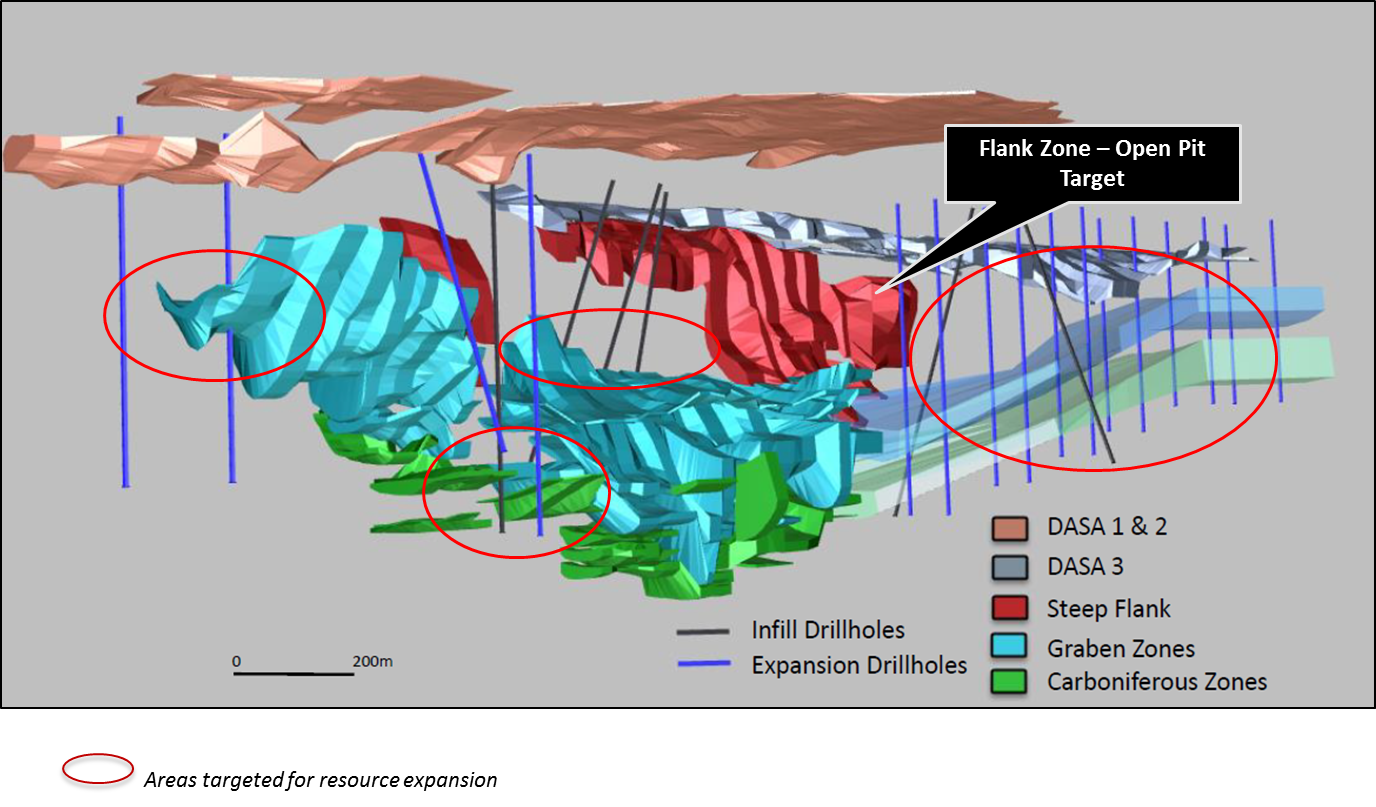 Flank Zone – Open Pit
Target
DASA 1 & 2
DASA 3
Steep Flank
Graben Zones
Carboniferous Zones
Infill Drillholes
Expansion Drillholes
0 200m
Areas targeted for resource expansion